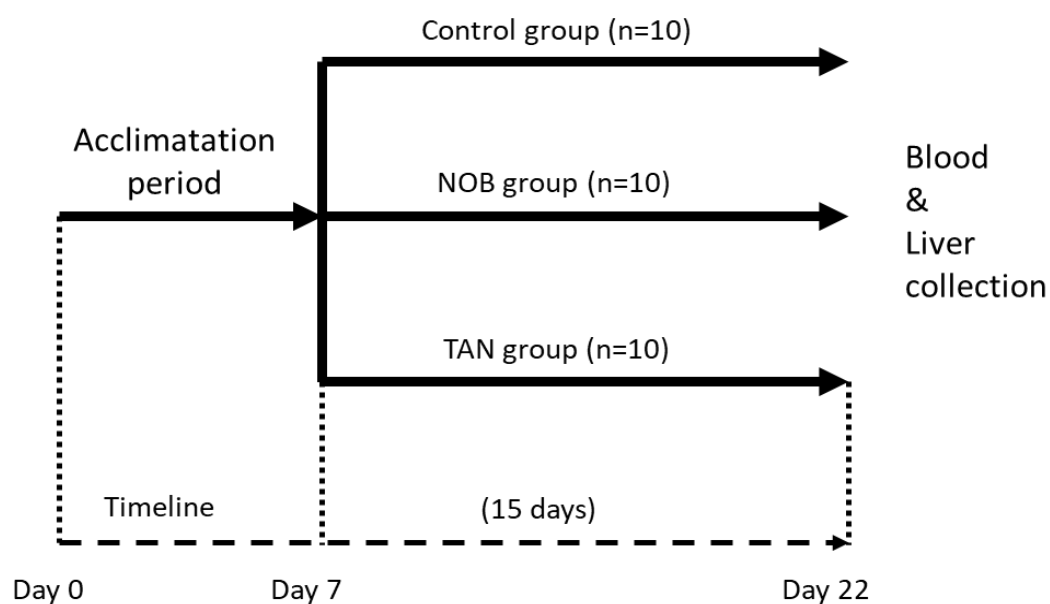 Control group (n=10)
Acclimatation
period
NOB group (n=10)
Blood
&
Liver
collection
TAN group (n=10)
Timeline
(15 days)
Day 0
Day 7
Day 22